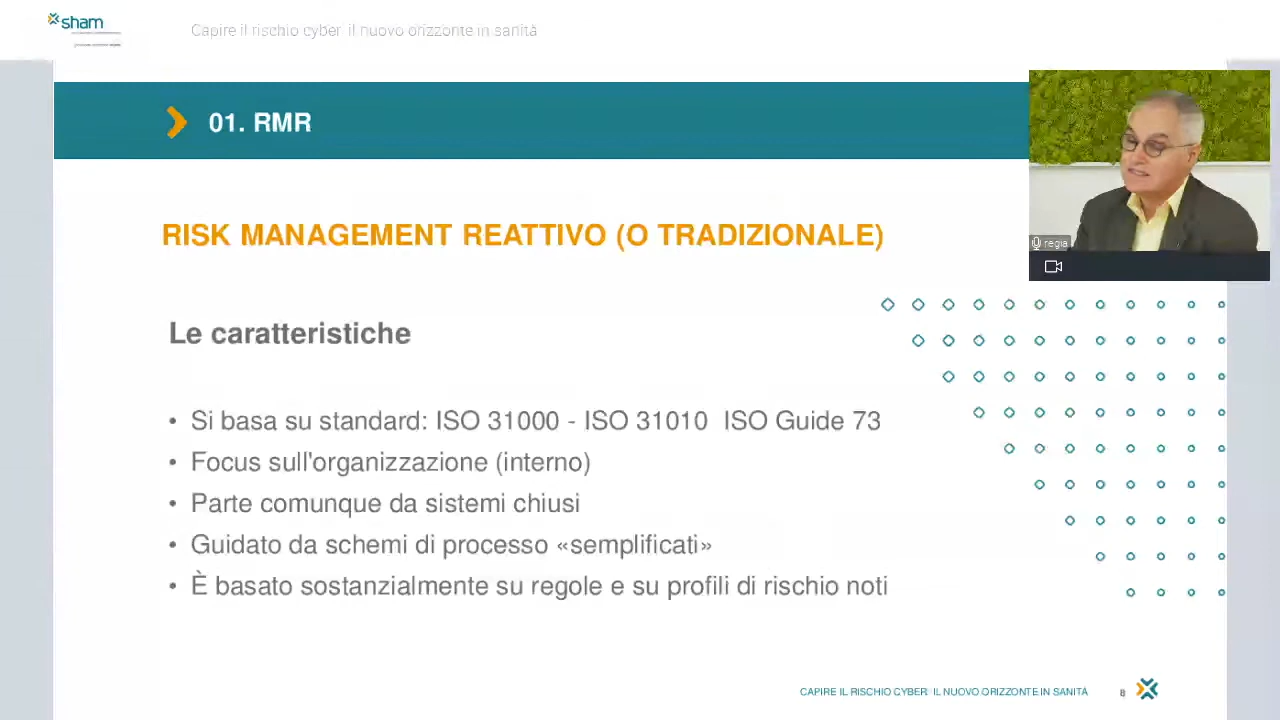 sham
Capire il rischio cyber il nuovo orizzonte in sanità
01. RMR
regia
RISK MANAGEMENT REATTIVO (O TRADIZIONALE)
Le caratteristiche
• Si basa su standard: ISO 31000 - ISO 31010 ISO Guide 73
• Focus sull'organizzazione (interno)
• Parte comunque da sistemi chiusi
• Guidato da schemi di processo «semplificati»
• È basato sostanzialmente su regole e su profili di rischio noti
CAPIRE IL RISCHIO CYBER IL NUOVO ORIZZONTE IN SANITÀ 8